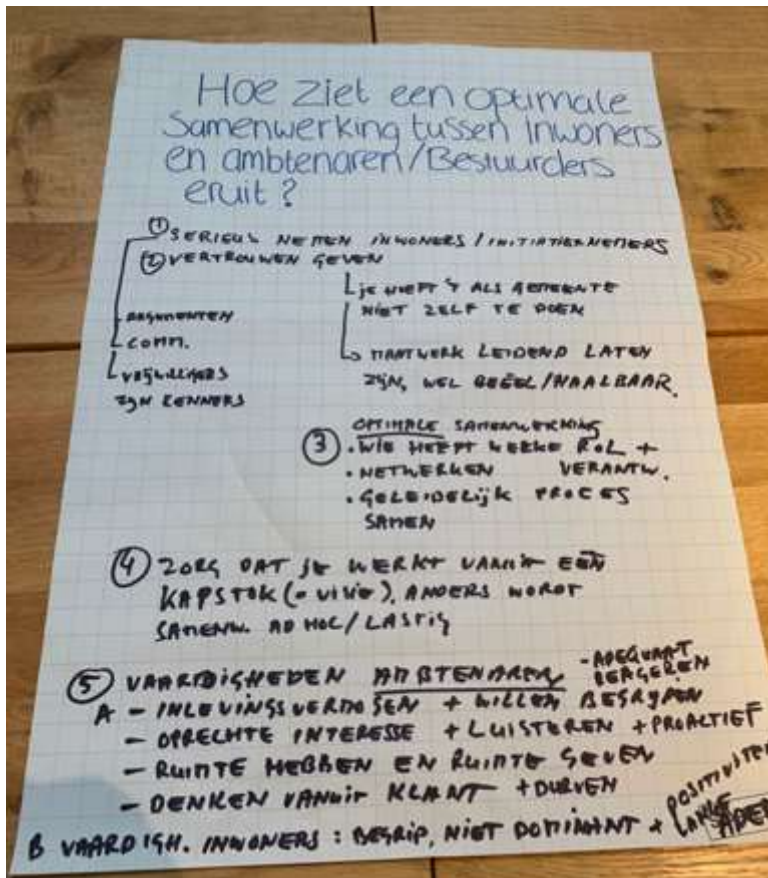 Hoe ziet een optimale
samenwerking tussen inwoners
en ambtenaren/Bestuurders
eruit?
① SERIEUS NEMEN INWONERS/INITIATIEFNEMERS
② VERTROUWEN GEVEN
JE HOEFT 'T ALS GEMEENTE
NIET ZELF TE DOEN
ARGUMENTEN
COMM.
VRIJWILLIGERS
ZIJN KENNERS
MAATWERK LEIDEND LATEN
ZIJN, WEL REËEL/HAALBAAR.
OPTIMALE SAMENWERKING
③ • WIE HEEFT WELKE ROL +
• NETWERKEN VERANTW.
• GELEIDELIJK PROCES
SAMEN
④ ZORG DAT JE WERKT VANUIT EEN
KAPSTOK (= VISIE), ANDERS WORDT
SAMENW. AD HOC/LASTIG
⑤ VAARDIGHEDEN AMBTENAREN - ADEQUAAT
REAGEREN
A - INLEVINGSVERMOGEN + WILLEN BEGRIJPEN
- OPRECHTE INTERESSE + LUISTEREN + PROACTIEF
- RUIMTE HEBBEN EN RUIMTE GEVEN
- DENKEN VANUIT KLANT + DURVEN
B VAARDIGH. INWONERS: BEGRIP, NIET DOMINANT + LANGE ADEM
POSITIVITEIT